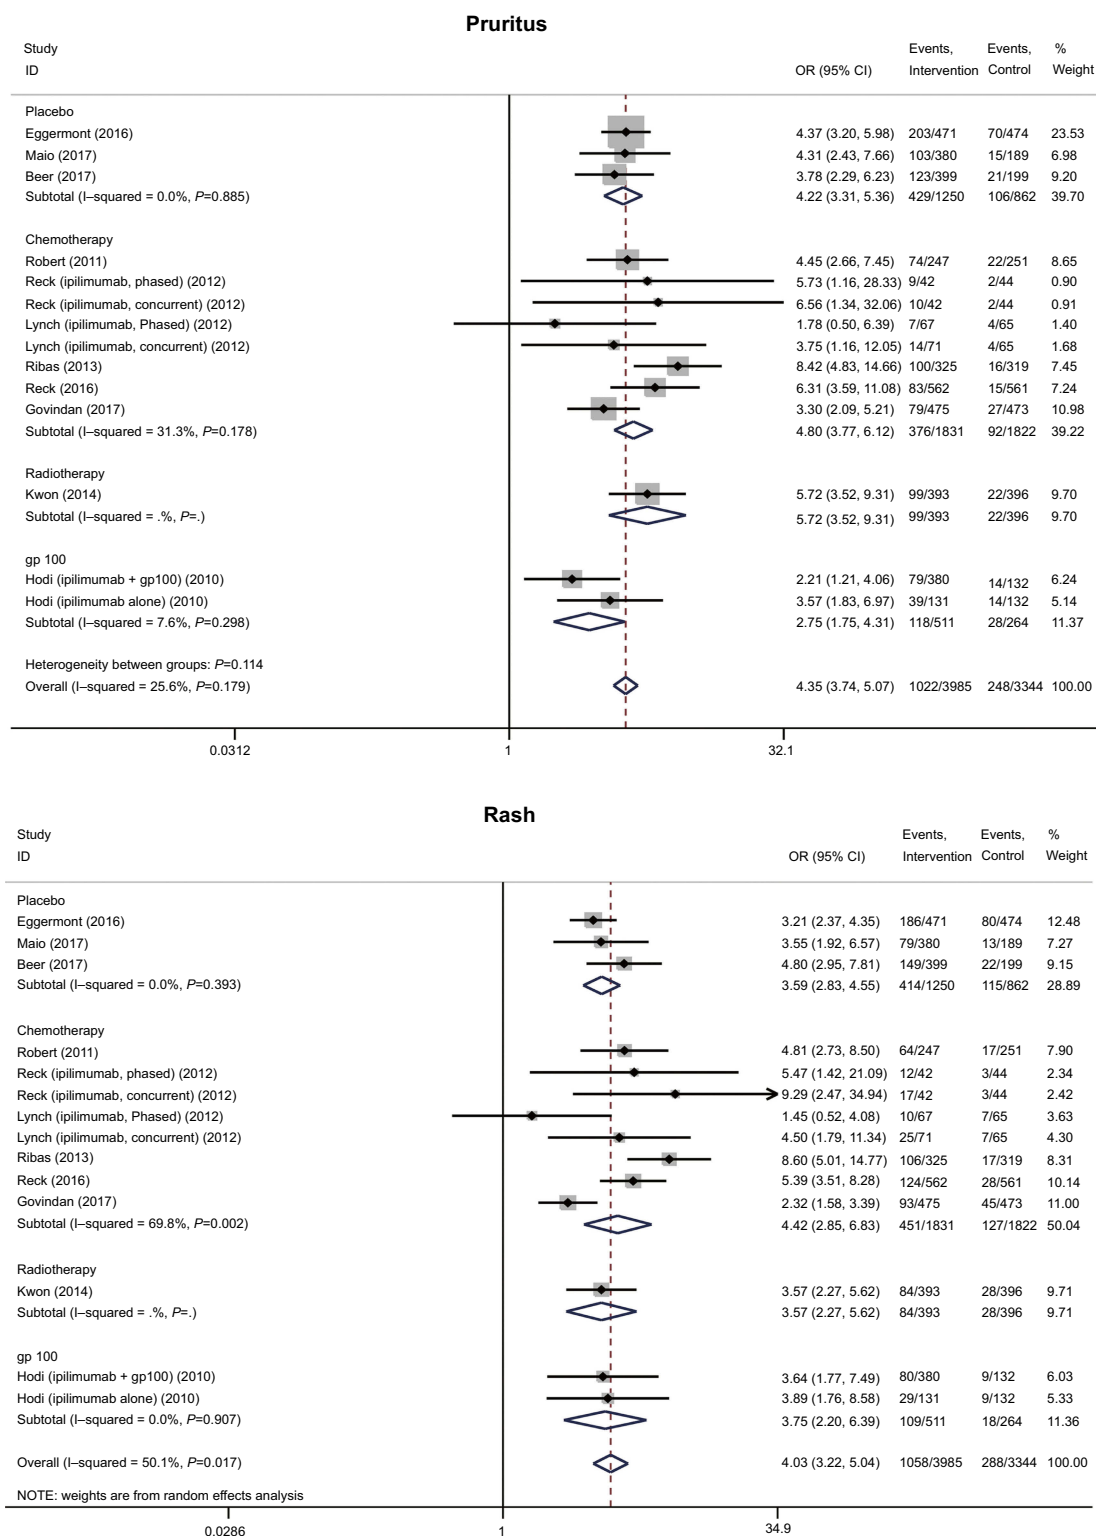 Pruritus
Study Events, Events, %
ID OR (95% CI) Intervention Control Weight
Placebo
Eggermont (2016) 4.37 (3.20, 5.98) 203/471 70/474 23.53
Maio (2017) 4.31 (2.43, 7.66) 103/380 15/189 6.98
Beer (2017) 3.78 (2.29, 6.23) 123/399 21/199 9.20
Subtotal (I–squared = 0.0%, P=0.885) 4.22 (3.31, 5.36) 429/1250 106/862 39.70
Chemotherapy
Robert (2011) 4.45 (2.66, 7.45) 74/247 22/251 8.65
Reck (ipilimumab, phased) (2012) 5.73 (1.16, 28.33) 9/42 2/44 0.90
Reck (ipilimumab, concurrent) (2012) 6.56 (1.34, 32.06) 10/42 2/44 0.91
Lynch (ipilimumab, Phased) (2012) 1.78 (0.50, 6.39) 7/67 4/65 1.40
Lynch (ipilimumab, concurrent) (2012) 3.75 (1.16, 12.05) 14/71 4/65 1.68
Ribas (2013) 8.42 (4.83, 14.66) 100/325 16/319 7.45
Reck (2016) 6.31 (3.59, 11.08) 83/562 15/561 7.24
Govindan (2017) 3.30 (2.09, 5.21) 79/475 27/473 10.98
Subtotal (I–squared = 31.3%, P=0.178) 4.80 (3.77, 6.12) 376/1831 92/1822 39.22
Radiotherapy
Kwon (2014) 5.72 (3.52, 9.31) 99/393 22/396 9.70
Subtotal (I–squared = .%, P=.) 5.72 (3.52, 9.31) 99/393 22/396 9.70
gp 100
Hodi (ipilimumab + gp100) (2010) 2.21 (1.21, 4.06) 79/380 14/132 6.24
Hodi (ipilimumab alone) (2010) 3.57 (1.83, 6.97) 39/131 14/132 5.14
Subtotal (I–squared = 7.6%, P=0.298) 2.75 (1.75, 4.31) 118/511 28/264 11.37
Heterogeneity between groups: P=0.114
Overall (I–squared = 25.6%, P=0.179) 4.35 (3.74, 5.07) 1022/3985 248/3344 100.00
0.0312 1 32.1
Rash
Study Events, Events, %
ID OR (95% CI) Intervention Control Weight
Placebo
Eggermont (2016) 3.21 (2.37, 4.35) 186/471 80/474 12.48
Maio (2017) 3.55 (1.92, 6.57) 79/380 13/189 7.27
Beer (2017) 4.80 (2.95, 7.81) 149/399 22/199 9.15
Subtotal (I–squared = 0.0%, P=0.393) 3.59 (2.83, 4.55) 414/1250 115/862 28.89
Chemotherapy
Robert (2011) 4.81 (2.73, 8.50) 64/247 17/251 7.90
Reck (ipilimumab, phased) (2012) 5.47 (1.42, 21.09) 12/42 3/44 2.34
Reck (ipilimumab, concurrent) (2012) 9.29 (2.47, 34.94) 17/42 3/44 2.42
Lynch (ipilimumab, Phased) (2012) 1.45 (0.52, 4.08) 10/67 7/65 3.63
Lynch (ipilimumab, concurrent) (2012) 4.50 (1.79, 11.34) 25/71 7/65 4.30
Ribas (2013) 8.60 (5.01, 14.77) 106/325 17/319 8.31
Reck (2016) 5.39 (3.51, 8.28) 124/562 28/561 10.14
Govindan (2017) 2.32 (1.58, 3.39) 93/475 45/473 11.00
Subtotal (I–squared = 69.8%, P=0.002) 4.42 (2.85, 6.83) 451/1831 127/1822 50.04
Radiotherapy
Kwon (2014) 3.57 (2.27, 5.62) 84/393 28/396 9.71
Subtotal (I–squared = .%, P=.) 3.57 (2.27, 5.62) 84/393 28/396 9.71
gp 100
Hodi (ipilimumab + gp100) (2010) 3.64 (1.77, 7.49) 80/380 9/132 6.03
Hodi (ipilimumab alone) (2010) 3.89 (1.76, 8.58) 29/131 9/132 5.33
Subtotal (I–squared = 0.0%, P=0.907) 3.75 (2.20, 6.39) 109/511 18/264 11.36
Overall (I–squared = 50.1%, P=0.017) 4.03 (3.22, 5.04) 1058/3985 288/3344 100.00
NOTE: weights are from random effects analysis
0.0286 1 34.9